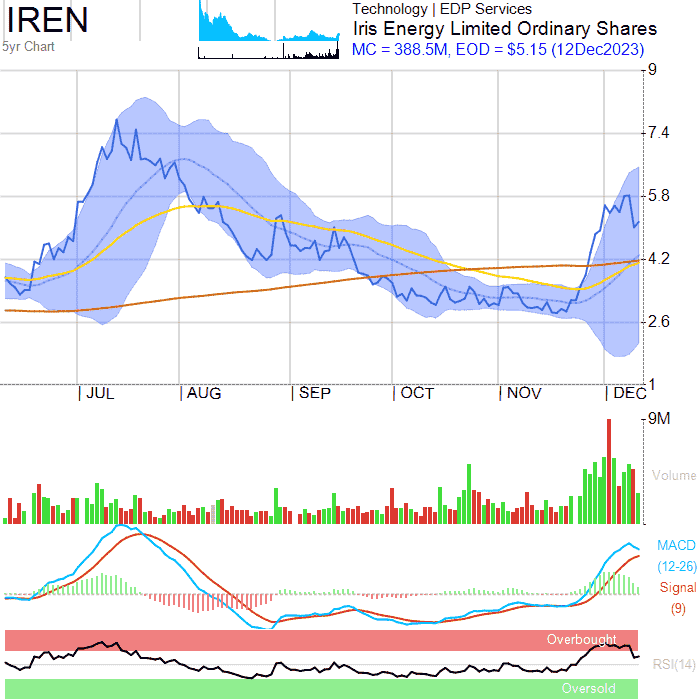 IREN
5yr Chart
Technology | EDP Services
Iris Energy Limited Ordinary Shares
MC = 388.5M, EOD = $5.15 (12Dec2023)
9
7.4
5.8
4.2
2.6
1
| JUL | AUG | SEP | OCT | NOV | DEC
9M
Volume
MACD
(12-26)
Signal
(9)
Overbought
RSI(14)
Oversold